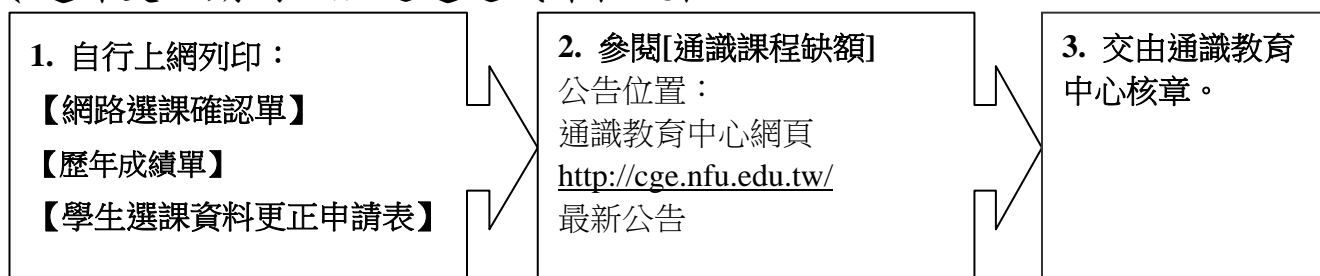 1. 自行上網列印：
【網路選課確認單】
【歷年成績單】
【學生選課資料更正申請表】
2. 參閱[通識課程缺額]
公告位置：
通識教育中心網頁
http://cge.nfu.edu.tw/
最新公告
3. 交由通識教育
中心核章。